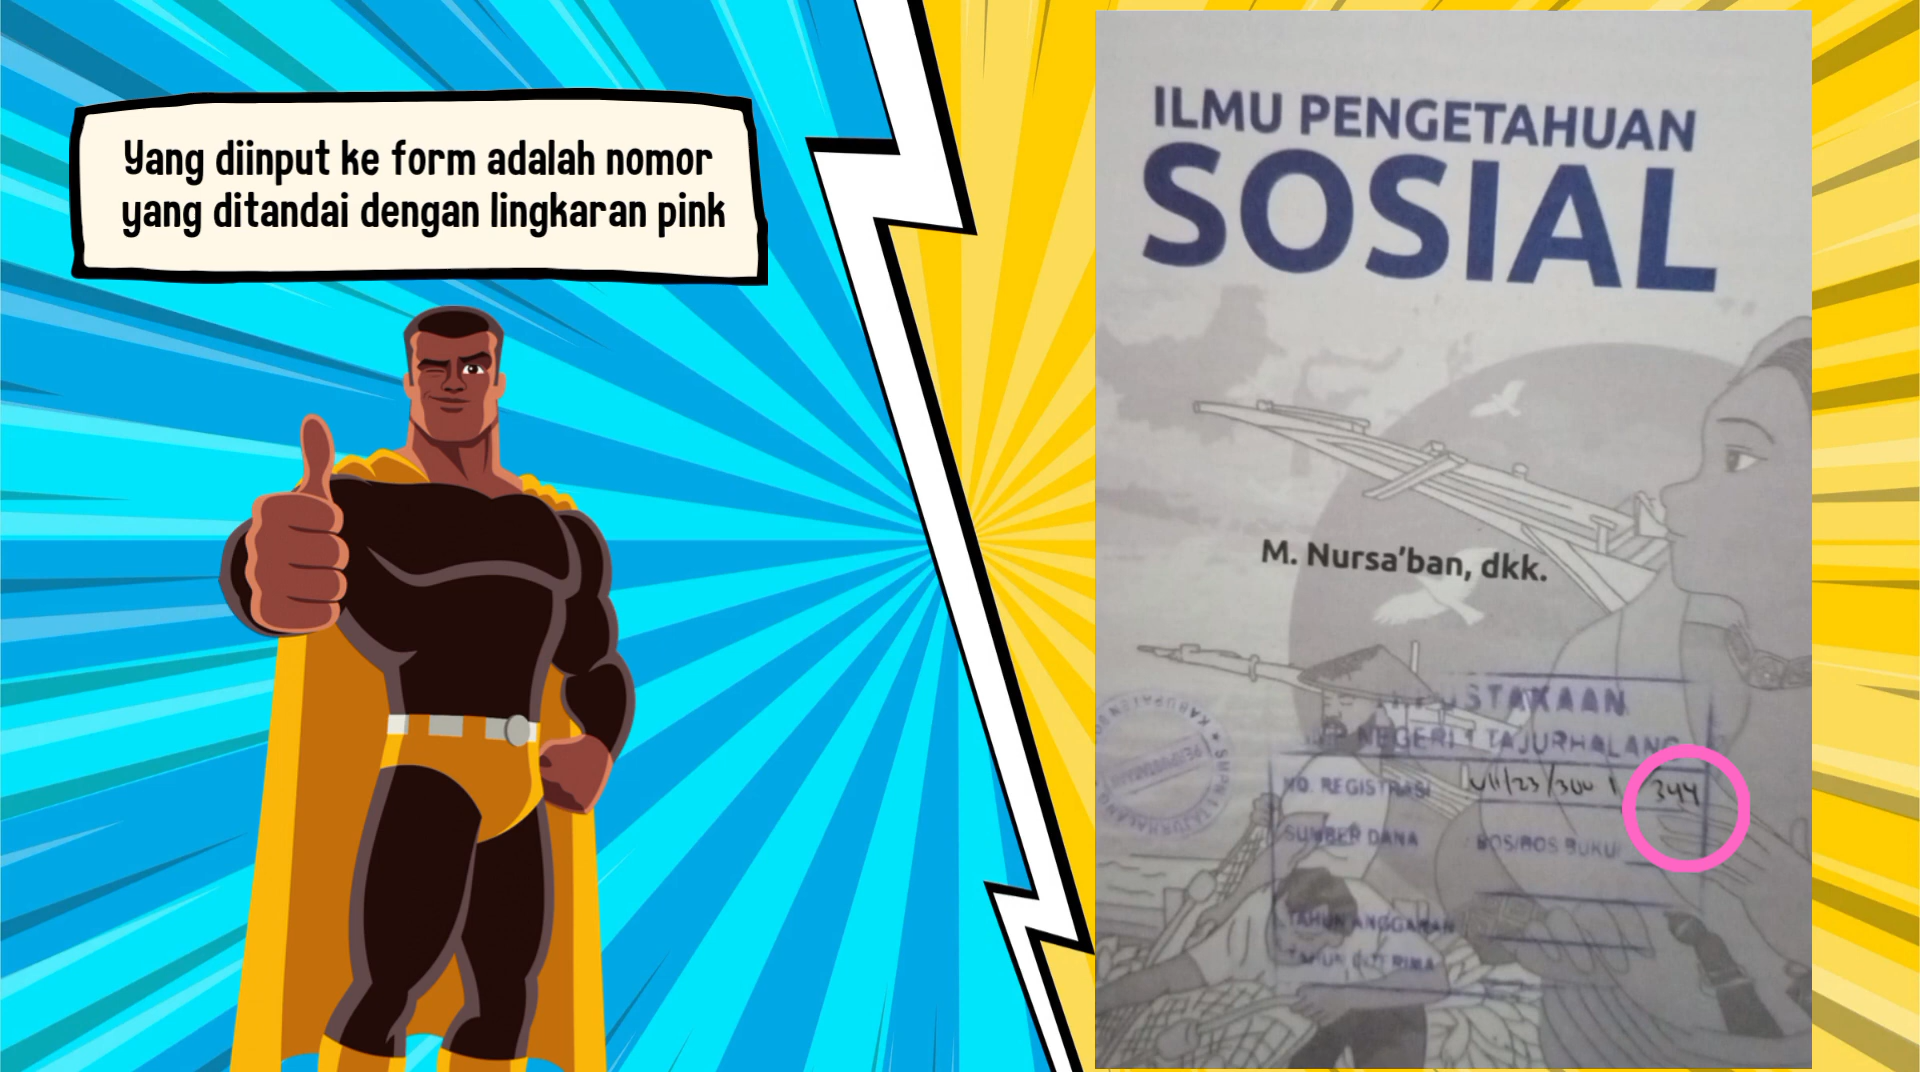 Yang diinput ke form adalah nomor
yang ditandai dengan lingkaran pink
ILMU PENGETAHUAN
SOSIAL
M. Nursa'ban, dkk.
NEGERI 1 TAJURHALANG
NO. REGISTRASI
344
SUMBER DANA
BOS/BOS BUKU
TAHUN ANGGARAN
TAHUN DITERIMA